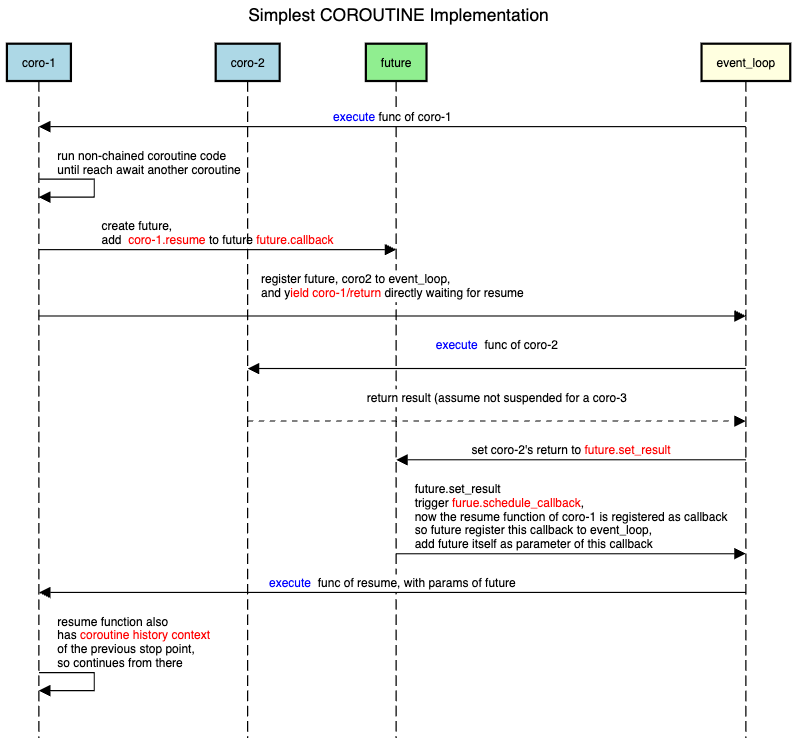 Simplest COROUTINE Implementation
coro-1
coro-2
future
event_loop
execute func of coro-1
run non-chained coroutine code
until reach await another coroutine
create future,
add  coro-1.resume to future future.callback
register future, coro2 to event_loop,
and yield coro-1/return directly waiting for resume
execute  func of coro-2
return result (assume not suspended for a coro-3
set coro-2's return to future.set_result
future.set_result
trigger furue.schedule_callback,
now the resume function of coro-1 is registered as callback
so future register this callback to event_loop,
add future itself as parameter of this callback
execute  func of resume, with params of future
resume function also
has coroutine history context
of the previous stop point,
so continues from there